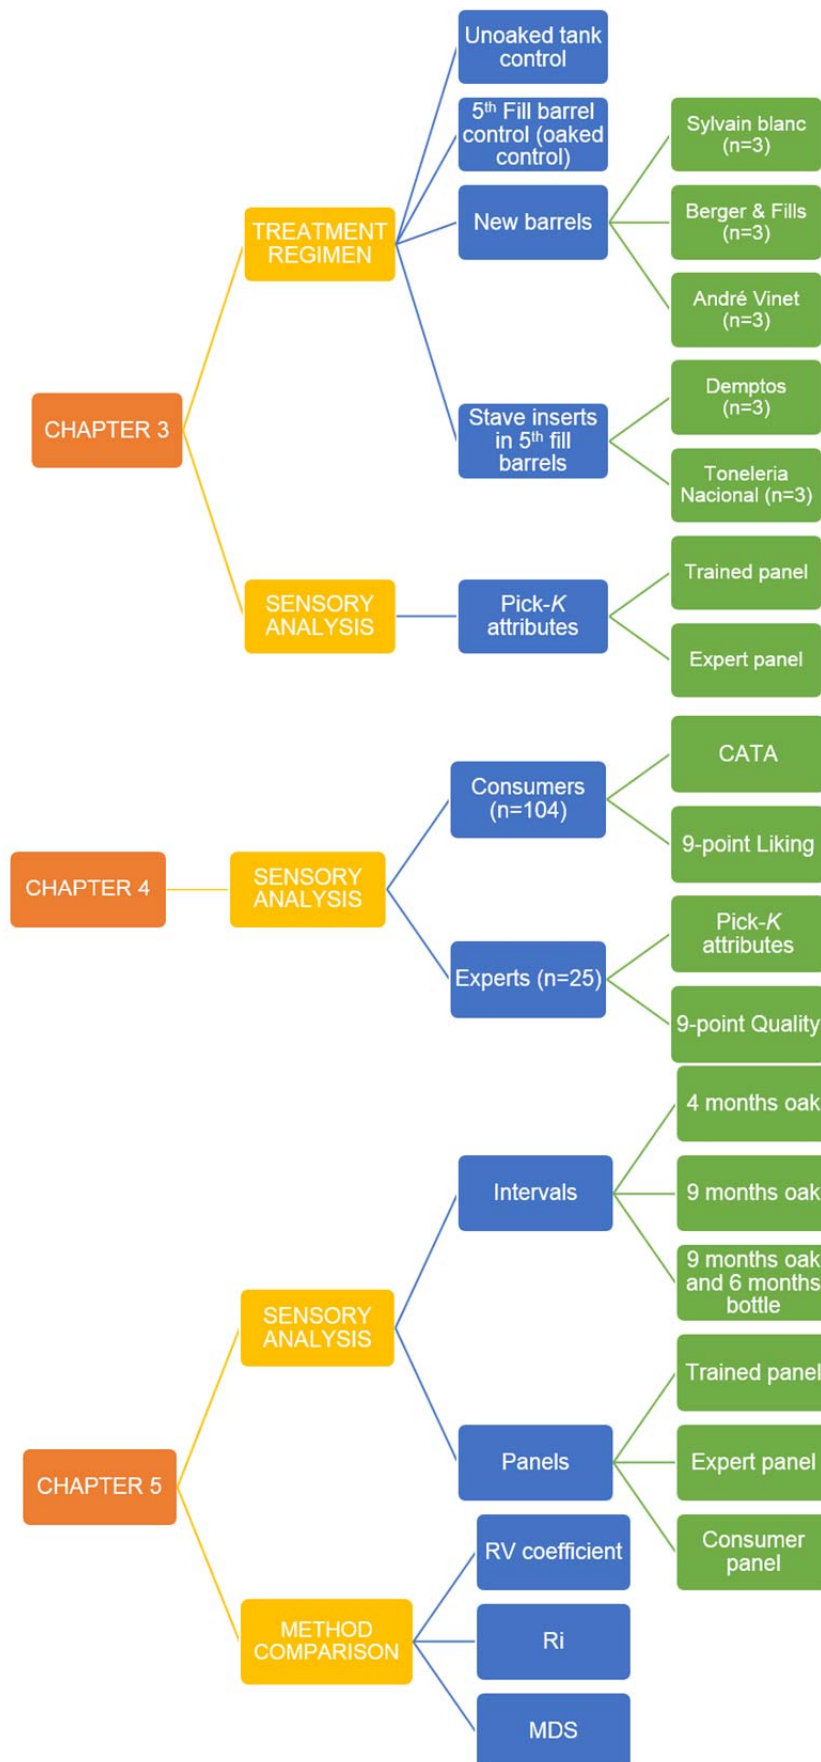 CHAPTER 3
TREATMENT
REGIMEN
Unoaked tank
control
5th Fill barrel
control (oaked
control)
New barrels
Sylvain blanc
(n=3)
Berger & Fills
(n=3)
André Vinet
(n=3)
Stave inserts
in 5th fill
barrels
Demptos
(n=3)
Toneleria
Nacional (n=3)
SENSORY
ANALYSIS
Pick-K
attributes
Trained panel
Expert panel
CHAPTER 4
SENSORY
ANALYSIS
Consumers
(n=104)
CATA
9-point Liking
Experts (n=25)
Pick-K
attributes
9-point Quality
CHAPTER 5
SENSORY
ANALYSIS
Intervals
4 months oak
9 months oak
9 months oak
and 6 months
bottle
Panels
Trained panel
Expert panel
Consumer
panel
METHOD
COMPARISON
RV coefficient
Ri
MDS